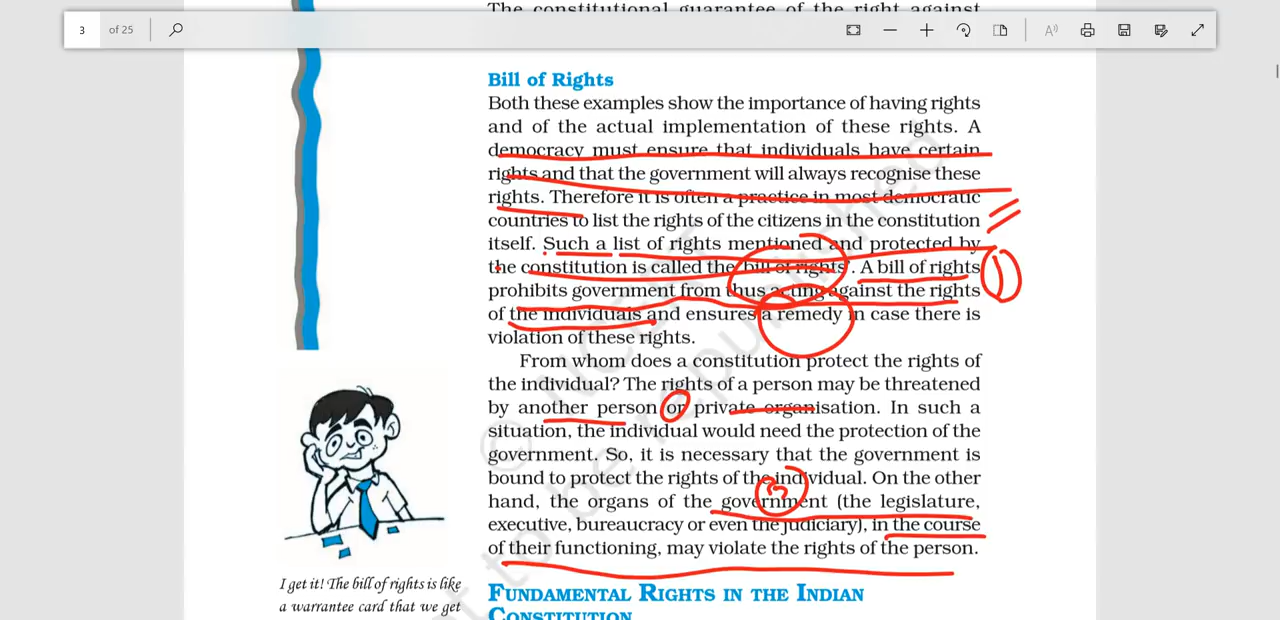 The constitutional guarantee of the right against
3 of 25
Bill of Rights
Both these examples show the importance of having rights
and of the actual implementation of these rights. A
democracy must ensure that individuals have certain
rights and that the government will always recognise these
rights. Therefore it is often a practice in most democratic
countries to list the rights of the citizens in the constitution
itself. Such a list of rights mentioned and protected by
the constitution is called the ‘bill of rights’. A bill of rights
prohibits government from thus acting against the rights
of the individuals and ensures a remedy in case there is
violation of these rights.
From whom does a constitution protect the rights of
the individual? The rights of a person may be threatened
by another person or private organisation. In such a
situation, the individual would need the protection of the
government. So, it is necessary that the government is
bound to protect the rights of the individual. On the other
hand, the organs of the government (the legislature,
executive, bureaucracy or even the judiciary), in the course
of their functioning, may violate the rights of the person.
I get it! The bill of rights is like
a warrantee card that we get
FUNDAMENTAL RIGHTS IN THE INDIAN
CONSTITUTION